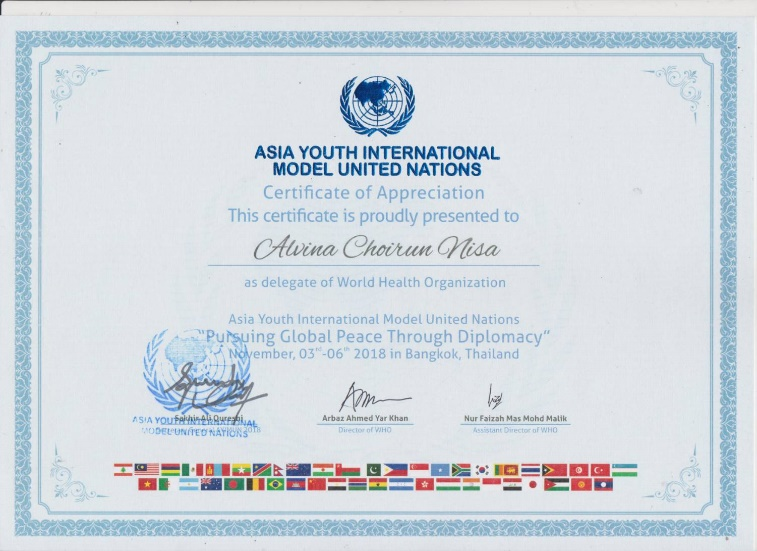 ASIA YOUTH INTERNATIONAL
MODEL UNITED NATIONS
Certificate of Appreciation
This certificate is proudly presented to
Alvina Choirun Nisa
as delegate of World Health Organization
Asia Youth International Model United Nations
"Pursuing Global Peace Through Diplomacy"
November, 03rd-06th 2018 in Bangkok, Thailand
Fakhir Ali Qureshi
2018
ASIA YOUTH INTERNATIONAL
MODEL UNITED NATIONS
Arbaz Ahmed Yar Khan
Director of WHO
Nur Faizah Mas Mohd Malik
Assistant Director of WHO